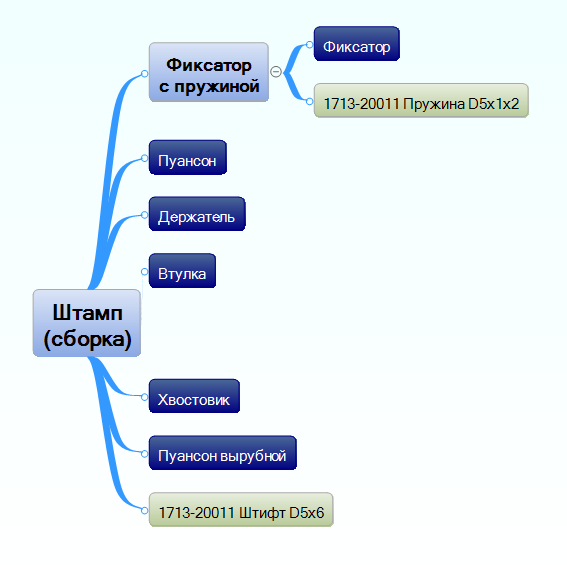 Фиксатор
с пружиной
Фиксатор
1713-20011 Пружина D5x1x2
Пуансон
Держатель
Втулка
Штамп
(сборка)
Хвостовик
Пуансон вырубной
1713-20011 Штифт D5x6